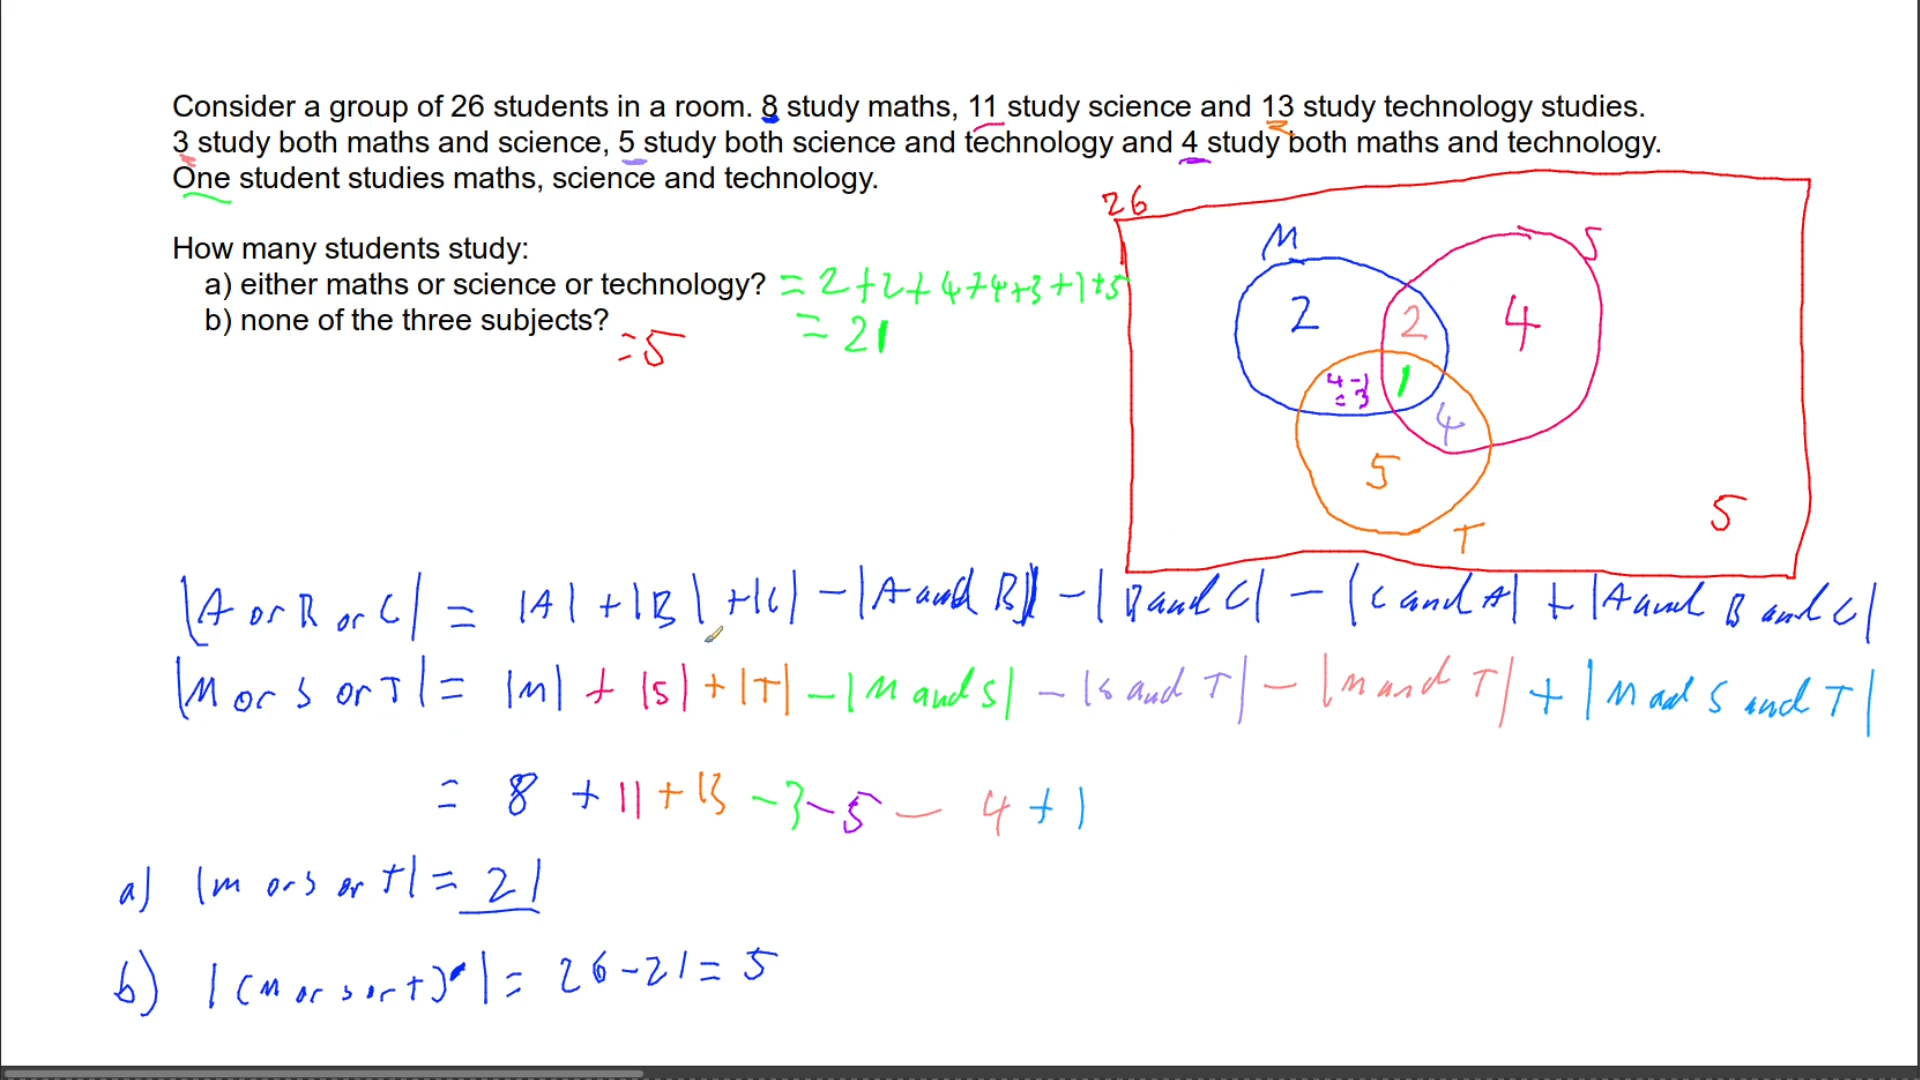 Consider a group of 26 students in a room. 8 study maths, 11 study science and 13 study technology studies.
3 study both maths and science, 5 study both science and technology and 4 study both maths and technology.
One student studies maths, science and technology.
How many students study:
a) either maths or science or technology? = 2+2+4+4+3+1+5
= 21
b) none of the three subjects? = 5
26
M
S
2
2
4
4-1
= 3
1
4
5
T
5
|A or B or C| = |A| + |B| + |C| - |A and B| - |B and C| - |C and A| + |A and B and C|
|M or S or T| = |M| + |S| + |T| - |M and S| - |S and T| - |M and T| + |M and S and T|
= 8 + 11 + 13 - 3 - 5 - 4 + 1
a) |M or S or T| = 21
b) |(M or S or T)'| = 26 - 21 = 5